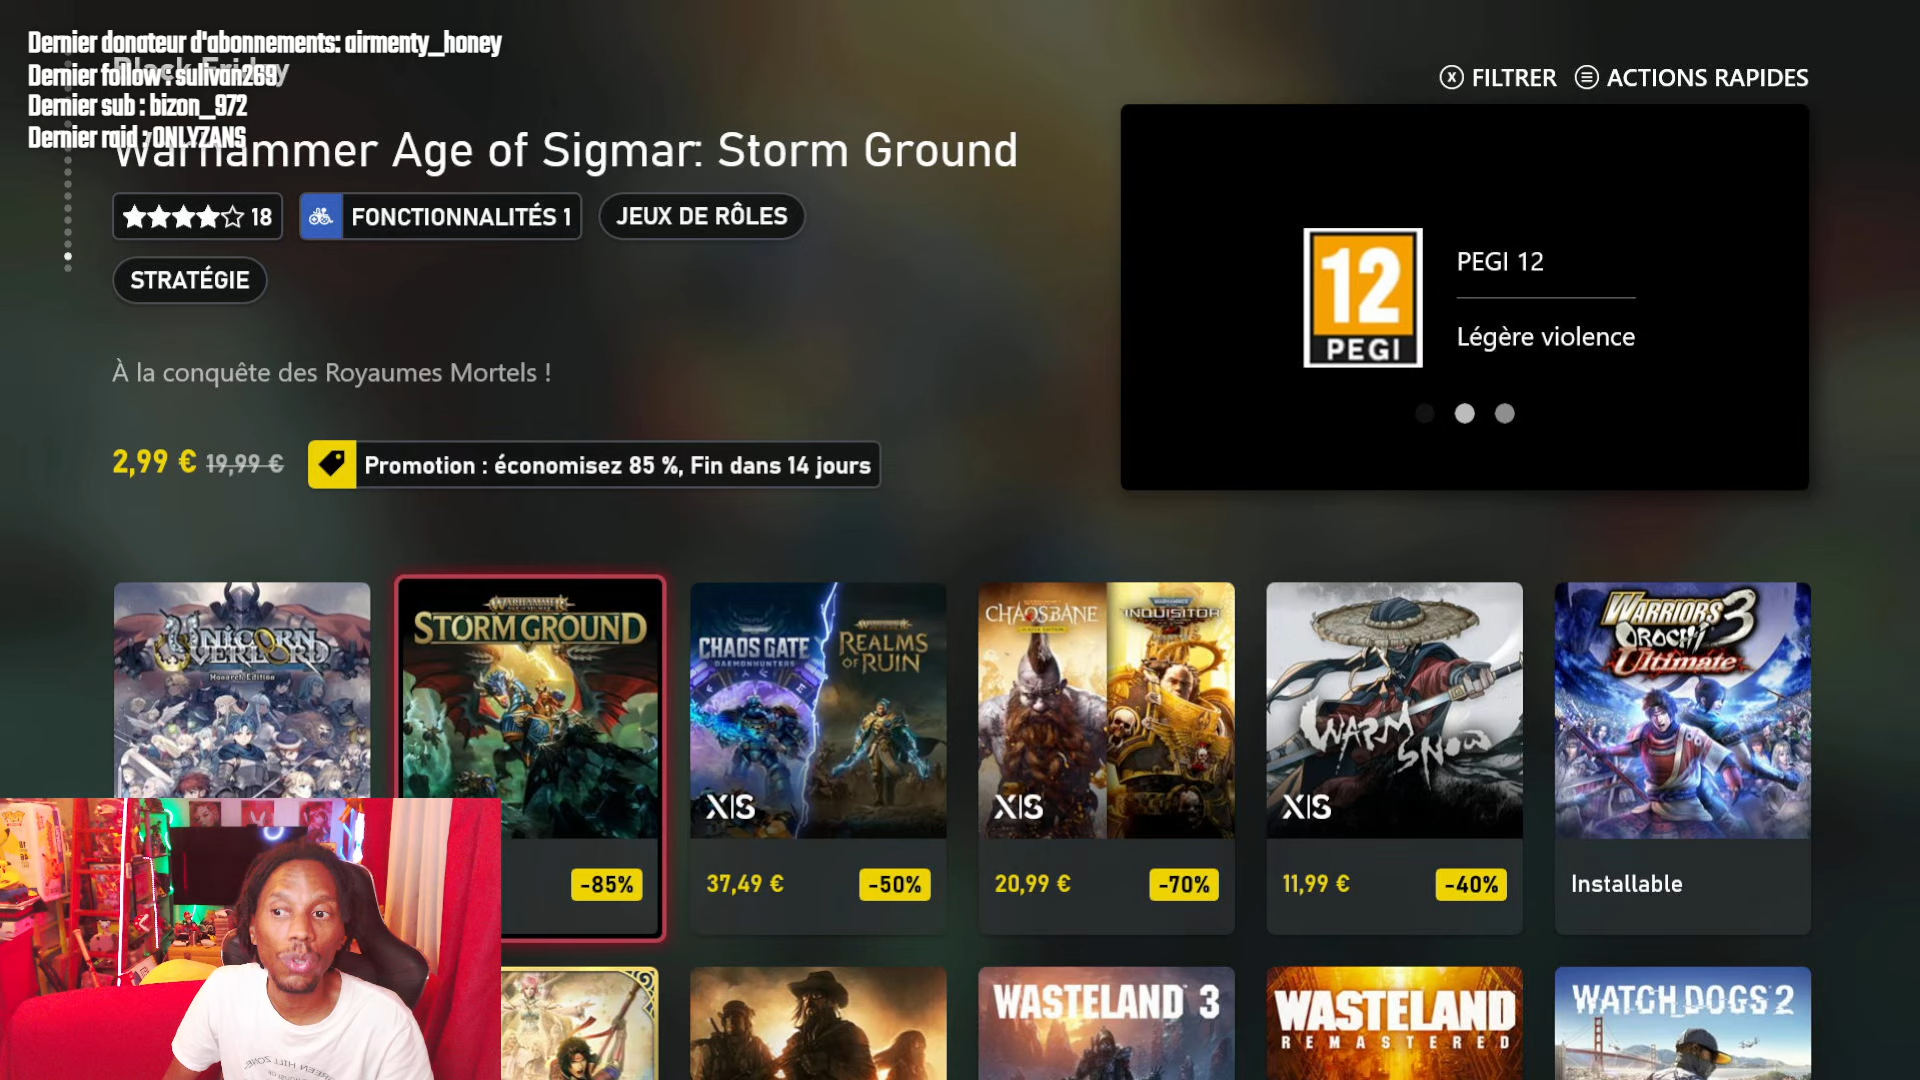 Dernier donateur d'abonnements: airmenty_honey
Black Friday
Dernier follow : sulivan269
Dernier sub : bizon_972
Dernier raid : ONLYZANS
FILTRER
ACTIONS RAPIDES
Warhammer Age of Sigmar: Storm Ground
18
FONCTIONNALITÉS 1
JEUX DE RÔLES
STRATÉGIE
12
PEGI
PEGI 12
Légère violence
À la conquête des Royaumes Mortels !
2,99 € 19,99 €
Promotion : économisez 85 %, Fin dans 14 jours
UNICORN
OVERLORD
Monarch Edition
WARHAMMER
STORM GROUND
CHAOS GATE
DAEMONHUNTERS
REALMS
OF RUIN
CHAOSBANE
INQUISITOR
WARM
SNOW
WARRIORS
OROCHI 3
Ultimate
X|S
X|S
X|S
-85%
37,49 €
-50%
20,99 €
-70%
11,99 €
-40%
Installable
WASTELAND 3
WASTELAND
REMASTERED
WATCH DOGS 2